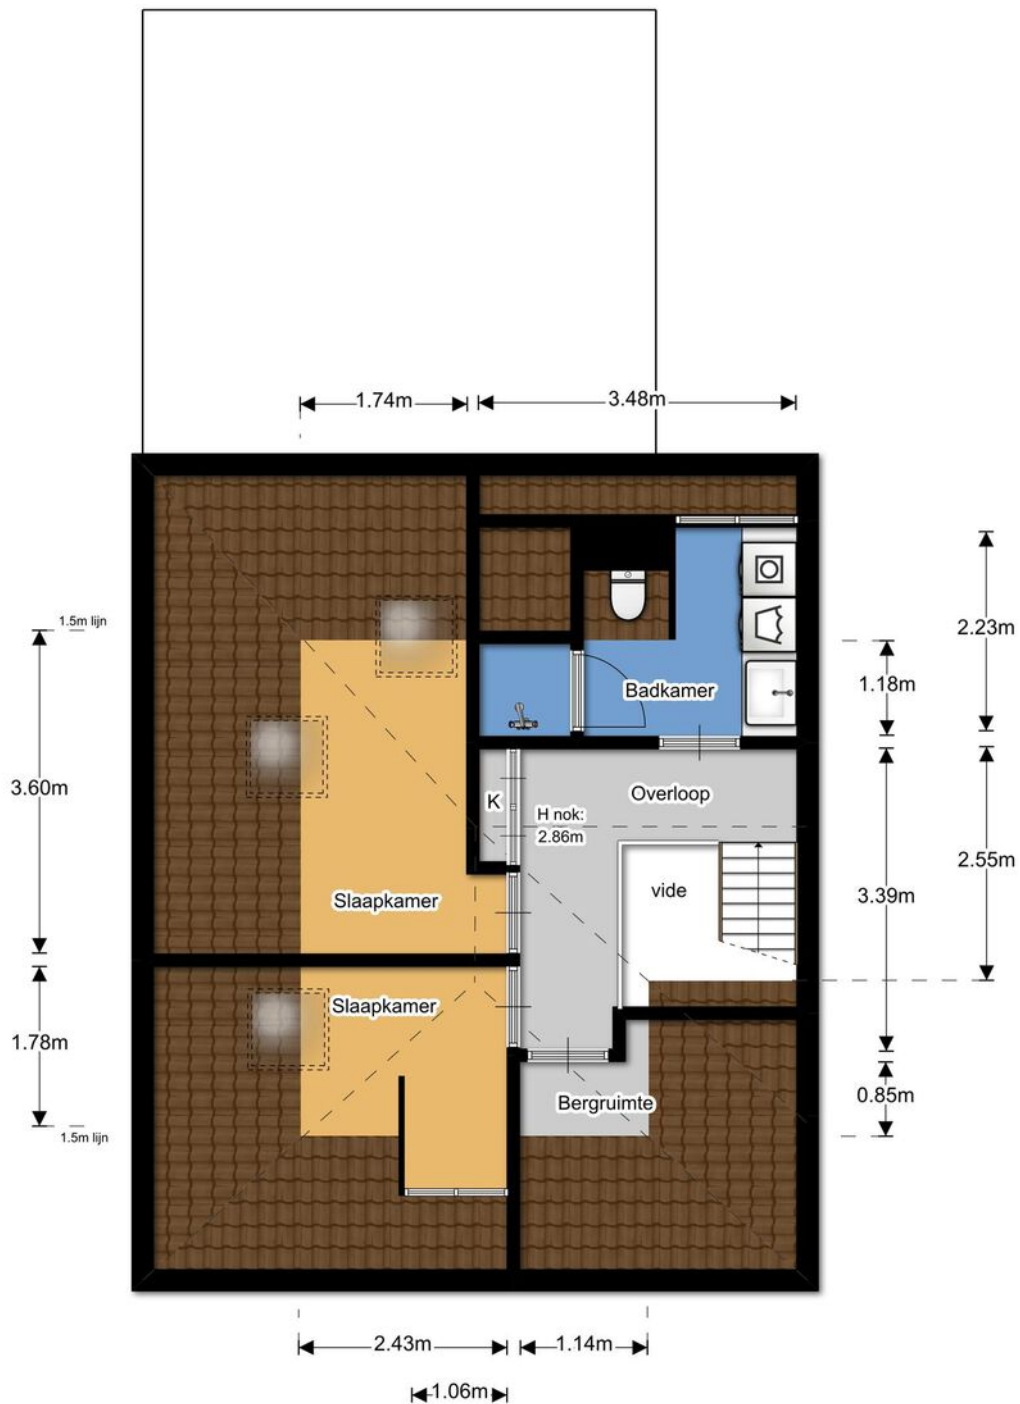 1.74m
3.48m
1.5m lijn
2.23m
1.18m
Badkamer
3.60m
K
Overloop
H nok:
2.86m
2.55m
vide
3.39m
Slaapkamer
Slaapkamer
1.78m
0.85m
Bergruimte
1.5m lijn
2.43m
1.14m
1.06m